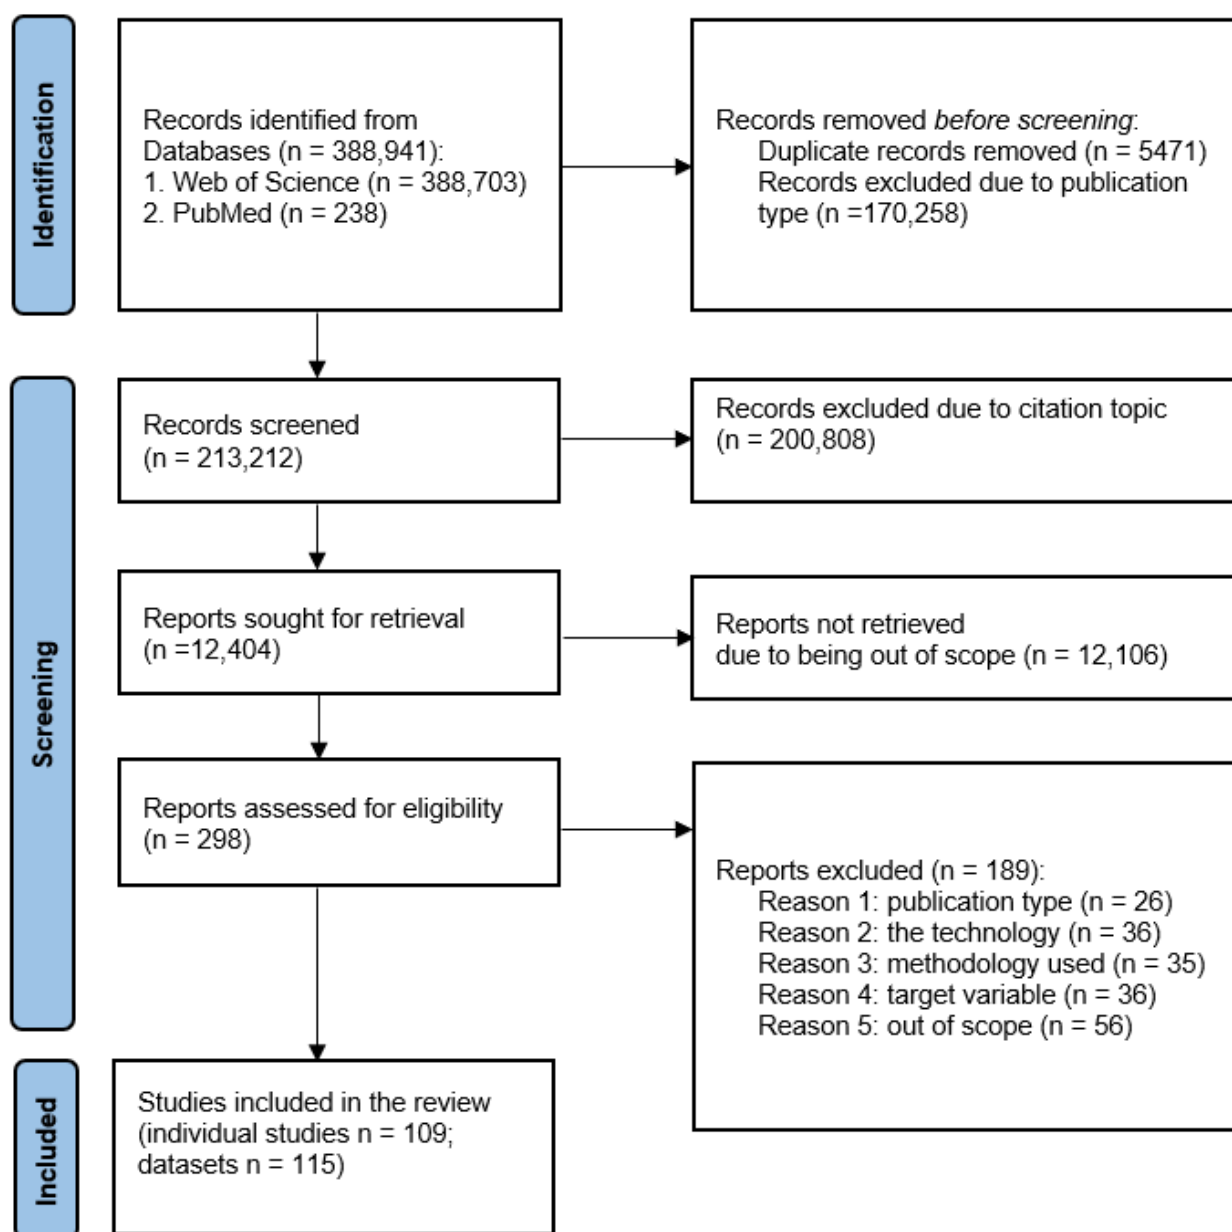 Identification
Records identified from
Databases (n = 388,941):
1. Web of Science (n = 388,703)
2. PubMed (n = 238)
Records removed before screening:
Duplicate records removed (n = 5471)
Records excluded due to publication
type (n =170,258)
Screening
Records screened
(n = 213,212)
Records excluded due to citation topic
(n = 200,808)
Reports sought for retrieval
(n =12,404)
Reports not retrieved
due to being out of scope (n = 12,106)
Reports assessed for eligibility
(n = 298)
Reports excluded (n = 189):
Reason 1: publication type (n = 26)
Reason 2: the technology (n = 36)
Reason 3: methodology used (n = 35)
Reason 4: target variable (n = 36)
Reason 5: out of scope (n = 56)
Included
Studies included in the review
(individual studies n = 109;
datasets n = 115)